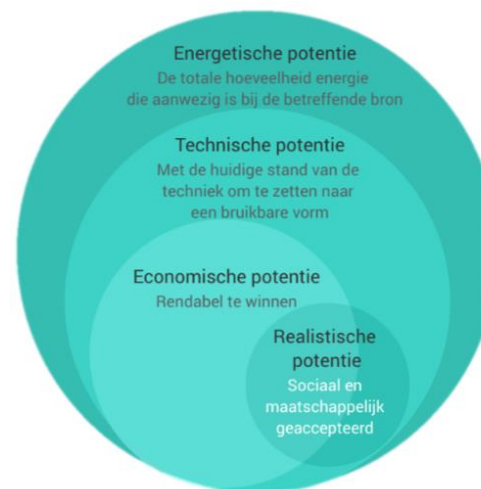 Energetische potentie
De totale hoeveelheid energie
die aanwezig is bij de betreffende bron
Technische potentie
Met de huidige stand van de
techniek om te zetten naar
een bruikbare vorm
Economische potentie
Rendabel te winnen
Realistische
potentie
Sociaal en
maatschappelijk
geaccepteerd